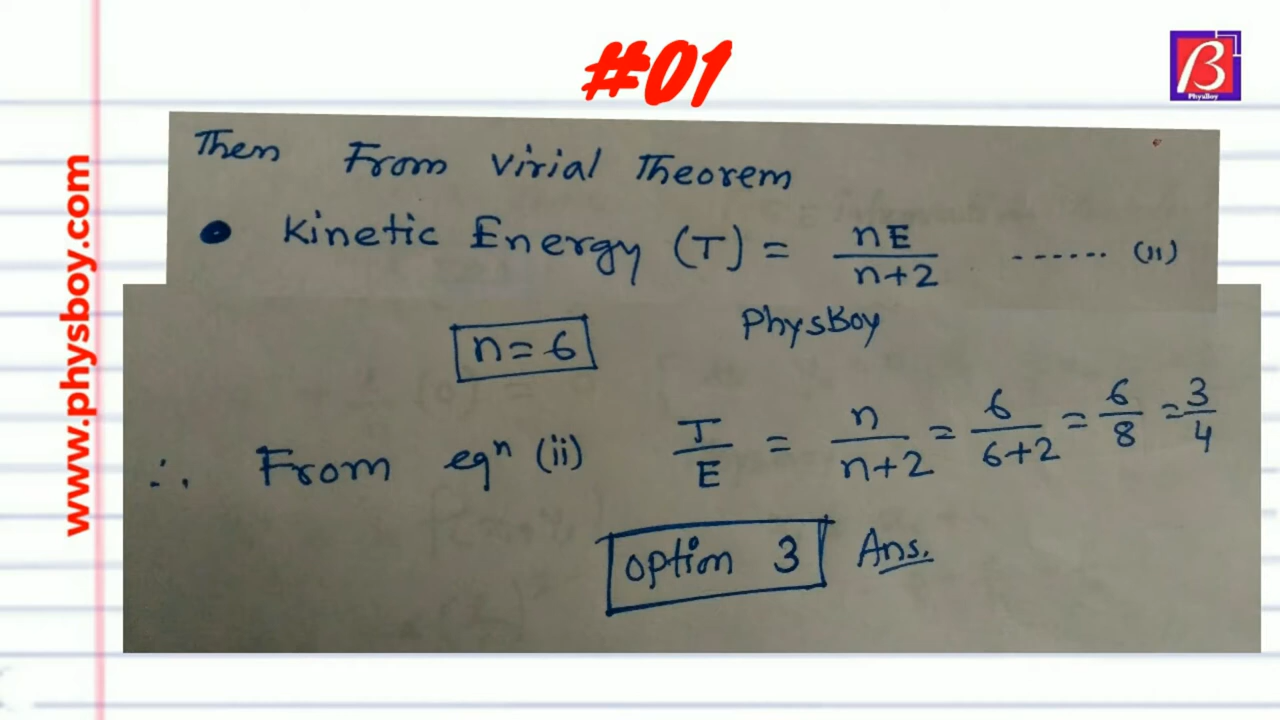 #01
β
PhysBoy
www.physboy.com
Then From Virial Theorem
• Kinetic Energy (T) = nE/n+2 ...... (ii)
n = 6
PhysBoy
∴ From eqⁿ (ii) T/E = n/n+2 = 6/6+2 = 6/8 = 3/4
option 3 Ans.